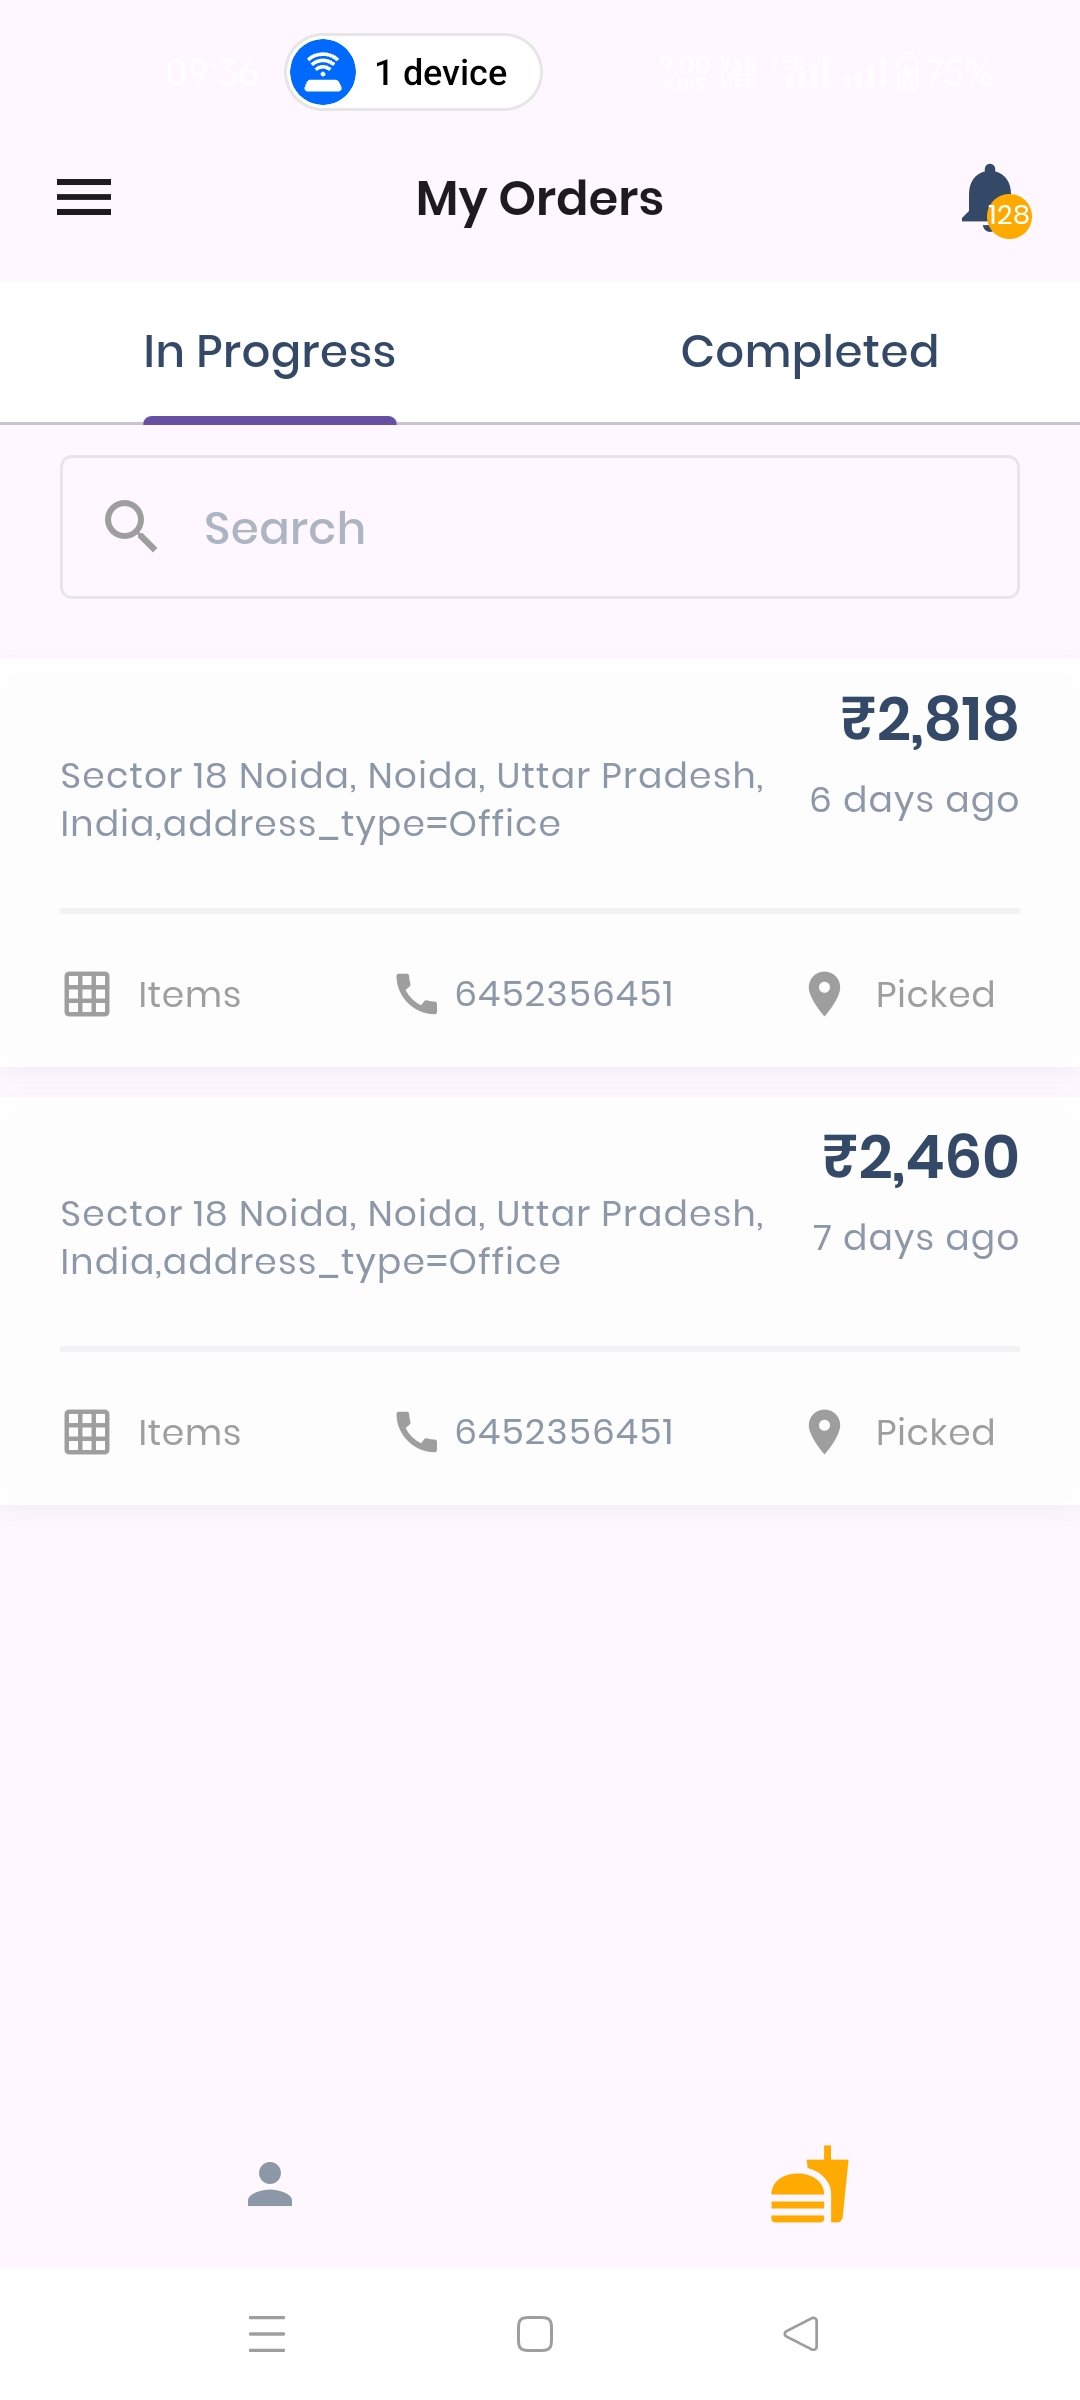 09:36
1 device
75%
My Orders
128
In Progress
Completed
Search
₹2,818
Sector 18 Noida, Noida, Uttar Pradesh,
India,address_type=Office
6 days ago
Items
6452356451
Picked
₹2,460
Sector 18 Noida, Noida, Uttar Pradesh,
India,address_type=Office
7 days ago
Items
6452356451
Picked